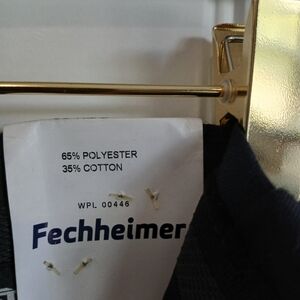 65% POLYESTER
35% COTTON
WPL 00446
Fechheimer